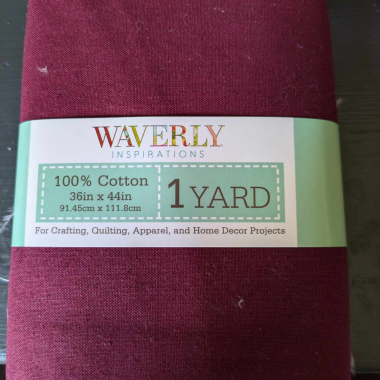 WAVERLY
INSPIRATIONS
100% Cotton
36in x 44in
91.45cm x 111.8cm
1 YARD
For Crafting, Quilting, Apparel, and Home Decor Projects